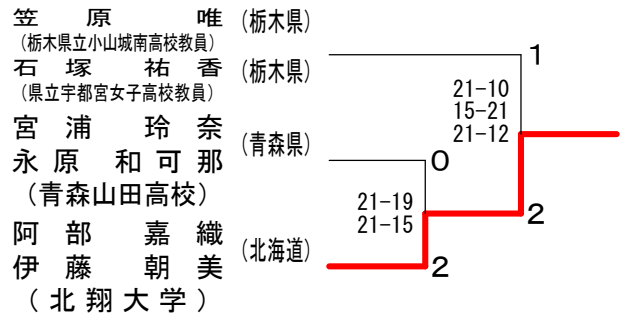 笠原 唯 (栃木県)
(栃木県立小山城南高校教員)
石塚 祐香 (栃木県)
(県立宇都宮女子高校教員)
宮浦 玲奈
永原 和可那
(青森県)
(青森山田高校)
阿部 嘉織
伊藤 朝美
(北海道)
(北翔大学)
1
21-10
15-21
21-12
0
21-19
21-15
2
2